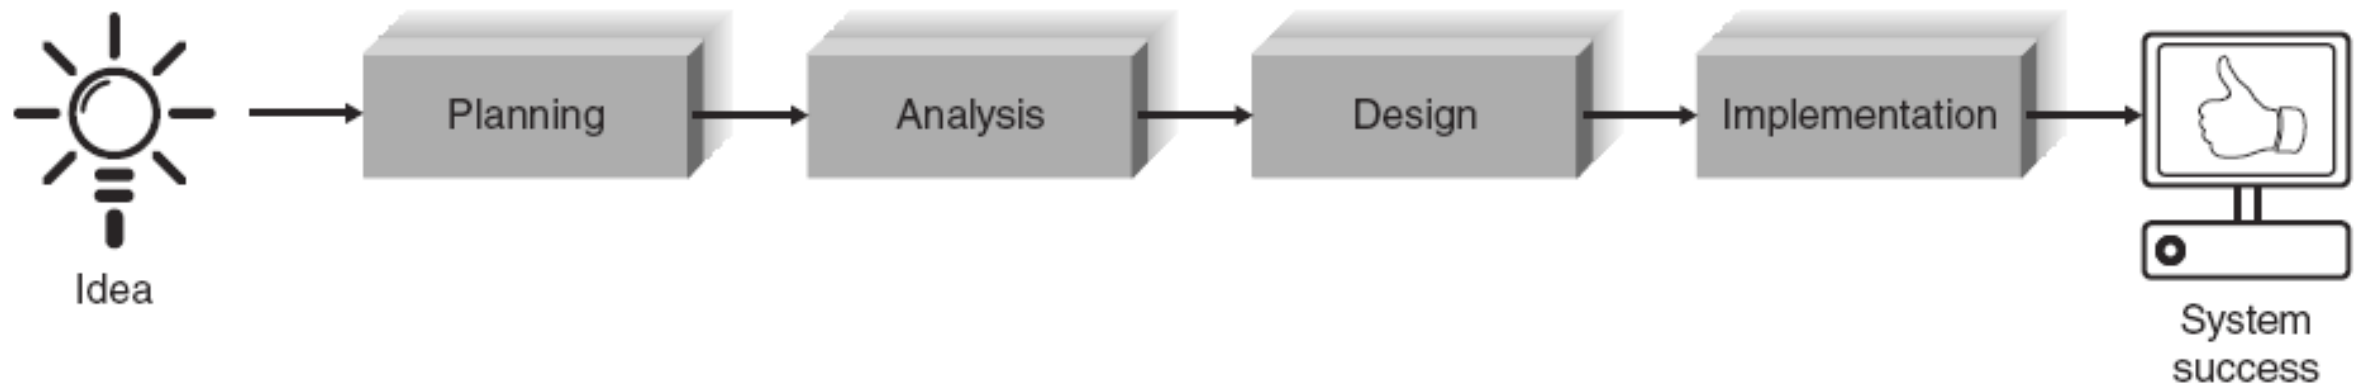 Planning
Analysis
Design
Implementation
Idea
System
success